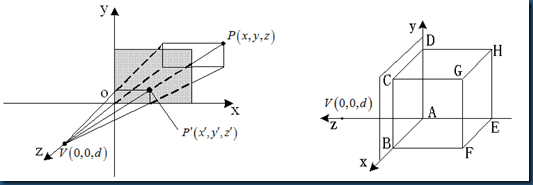 y
P(x,y,z)
o
x
P'(x',y',z')
V(0,0,d)
z
y
D
H
C
G
V(0,0,d)
A
z
B
E
F
x